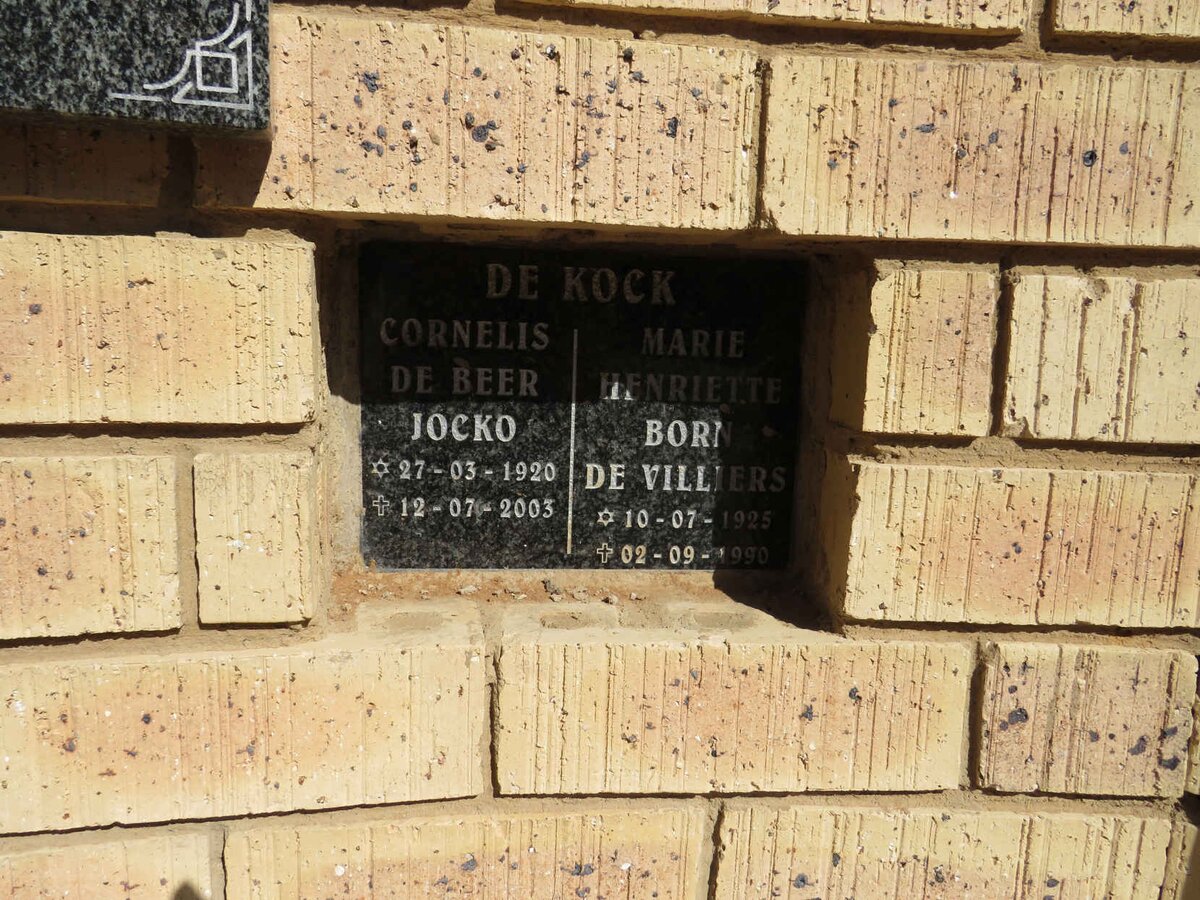 DE KOCK
CORNELIS
DE BEER
JOCKO
✡ 27-03-1920
✝ 12-07-2003
MARIE
HENRIETTE
BORN
DE VILLIERS
✡ 10-07-1925
✝ 02-09-1990